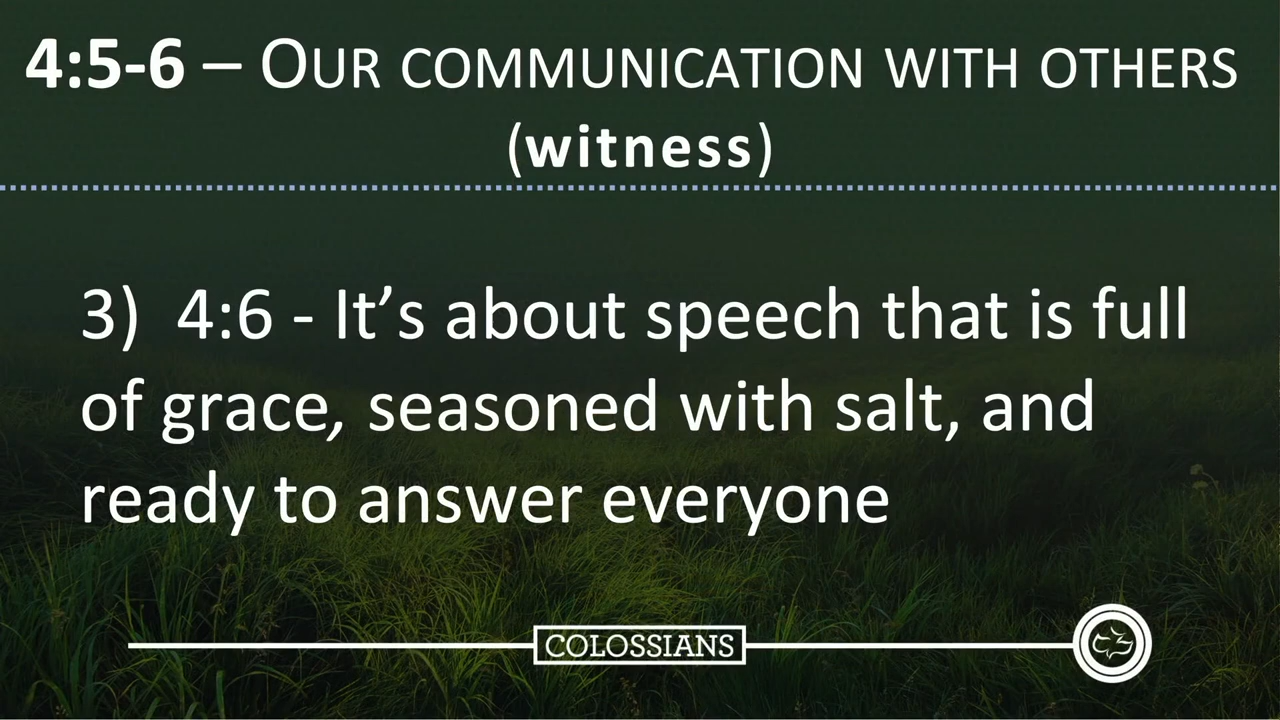 4:5-6 – OUR COMMUNICATION WITH OTHERS
(witness)
3) 4:6 - It’s about speech that is full
of grace, seasoned with salt, and
ready to answer everyone
COLOSSIANS